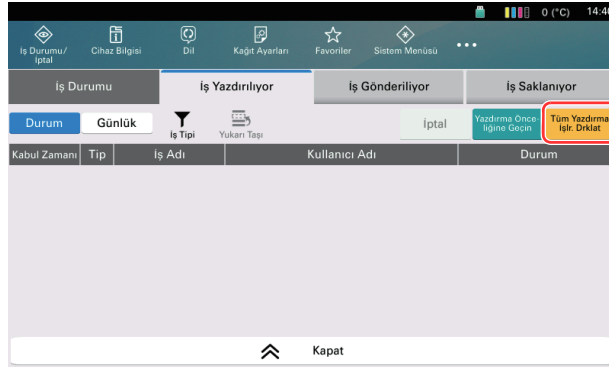 0 (°C) 14:40
İş Durumu/
İptal
Cihaz Bilgisi
Dil
Kağıt Ayarları
Favoriler
Sistem Menüsü
İş Durumu
İş Yazdırılıyor
İş Gönderiliyor
İş Saklanıyor
Durum
Günlük
İş Tipi
Yukarı Taşı
İptal
Yazdırma Önce-
liğine Geçin
Tüm Yazdırma
İşlr. Drklat
Kabul Zamanı Tip İş Adı Kullanıcı Adı Durum
Kapat